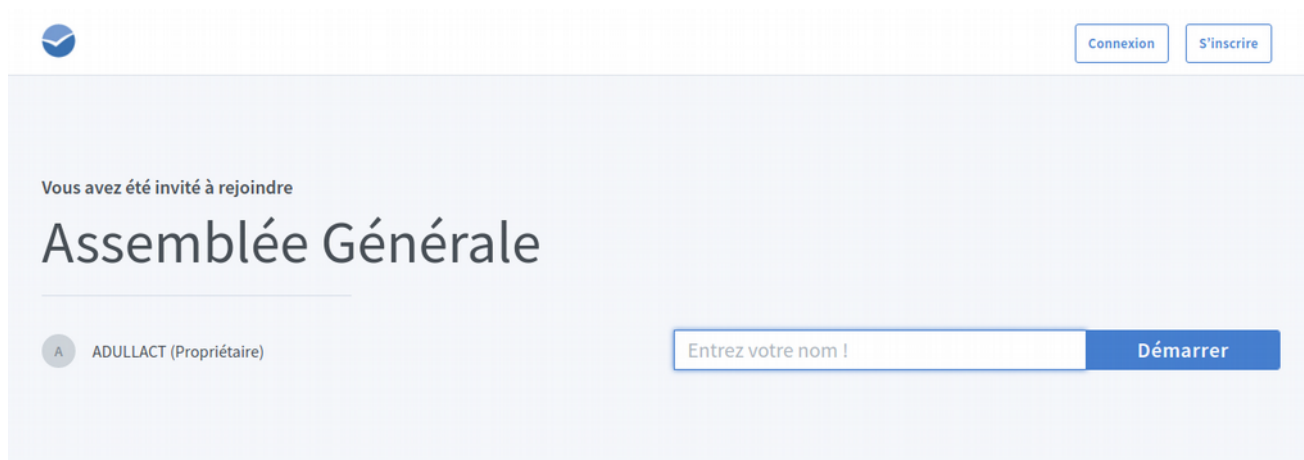 Connexion
S'inscrire
Vous avez été invité à rejoindre
Assemblée Générale
A
ADULLACT (Propriétaire)
Entrez votre nom !
Démarrer